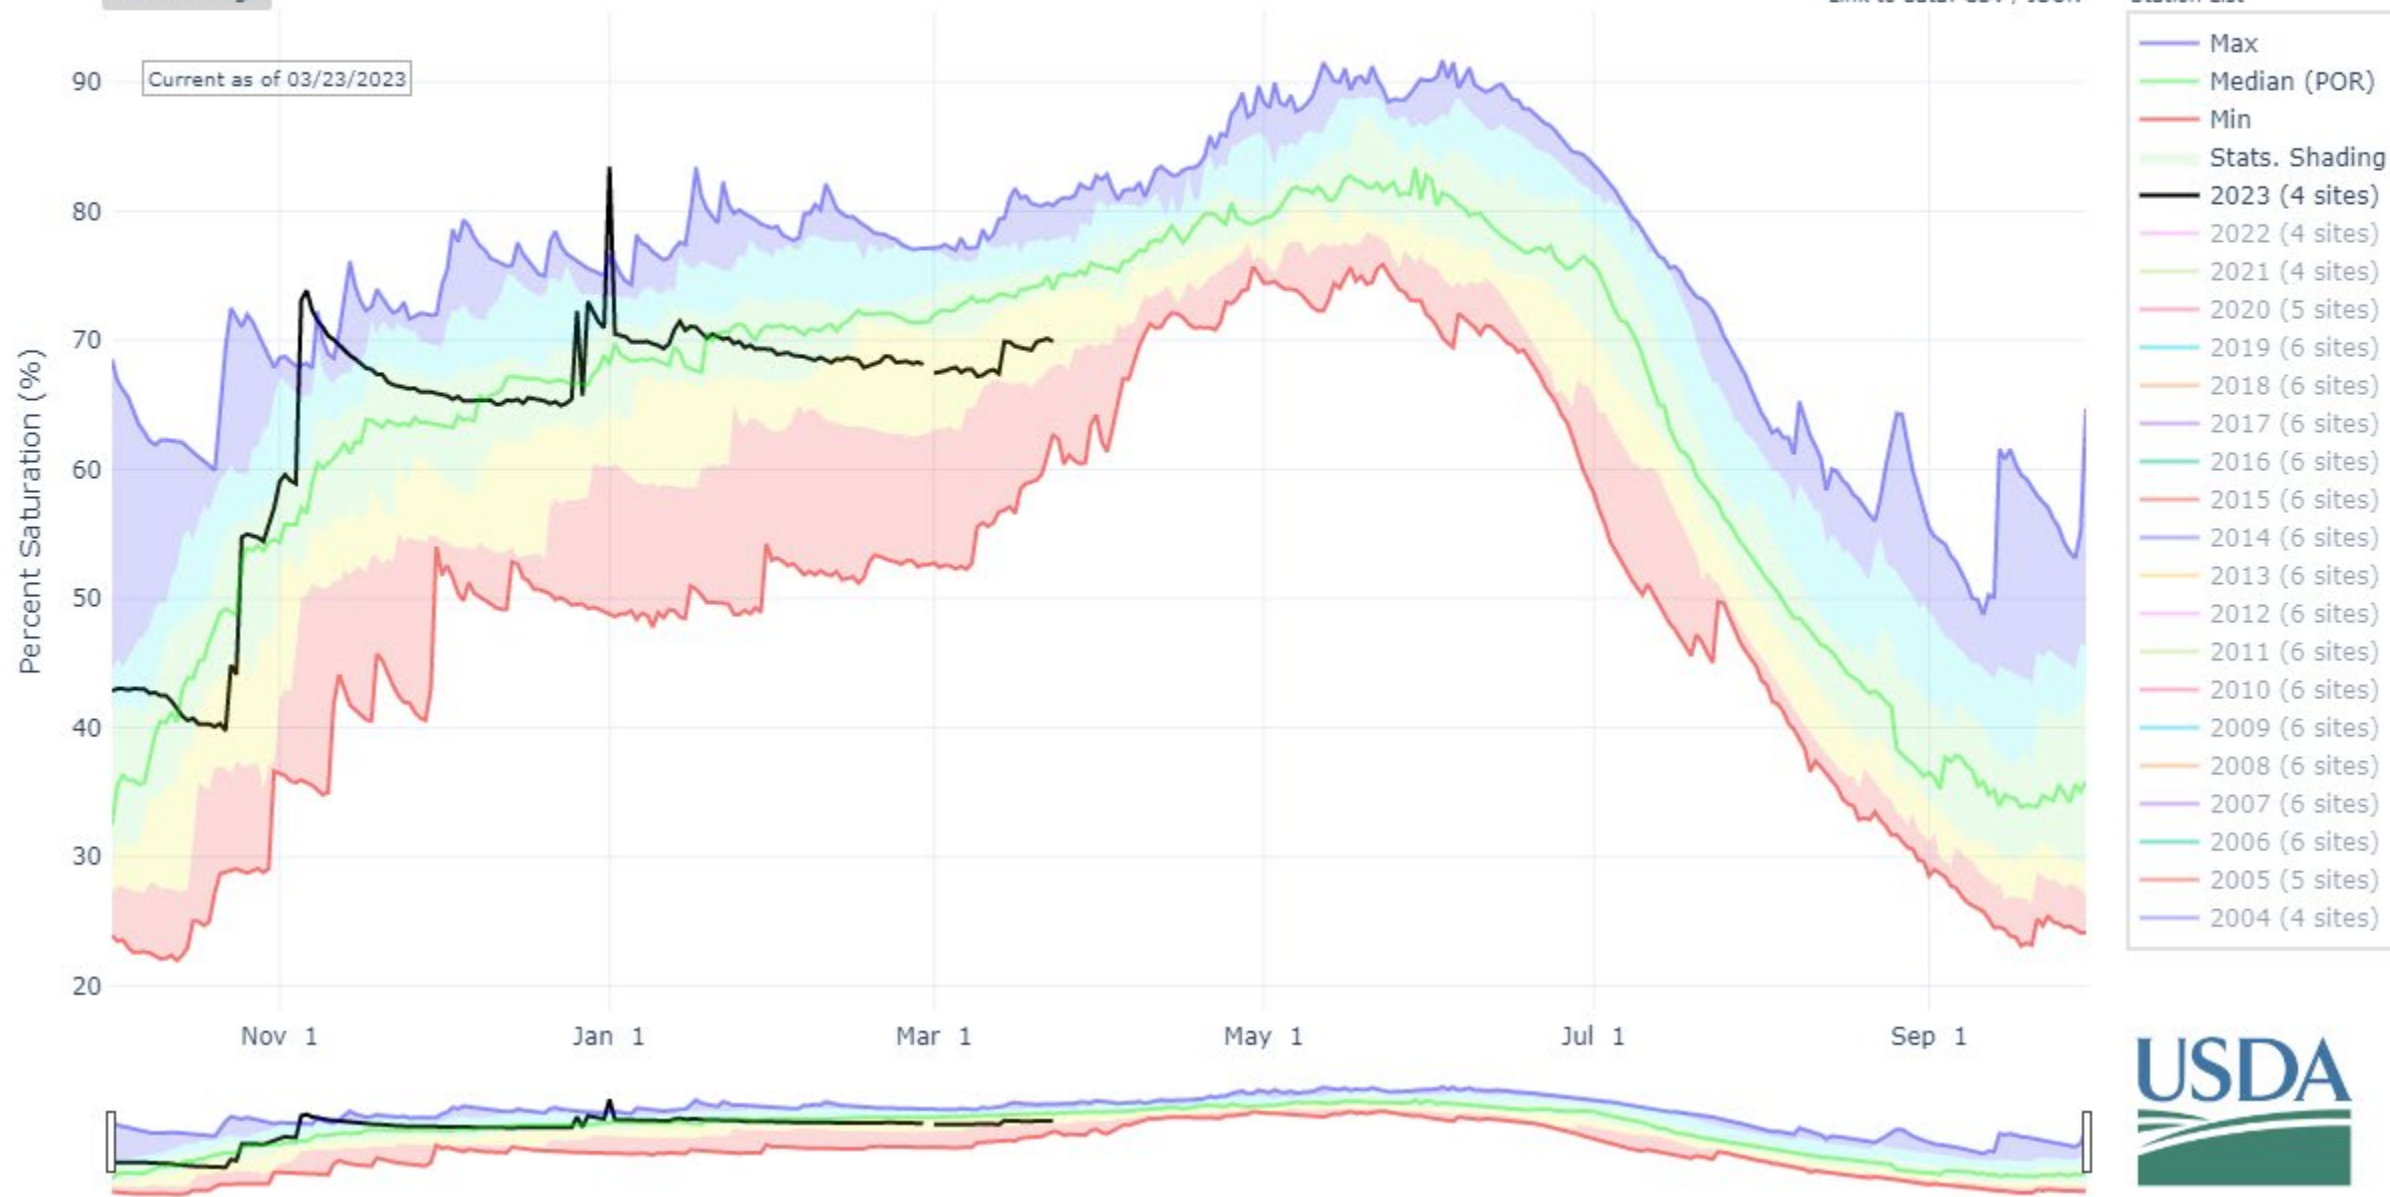 Current as of 03/23/2023
Percent Saturation (%)
90
80
70
60
50
40
30
20
Nov 1
Jan 1
Mar 1
May 1
Jul 1
Sep 1
Max
Median (POR)
Min
Stats. Shading
2023 (4 sites)
2022 (4 sites)
2021 (4 sites)
2020 (5 sites)
2019 (6 sites)
2018 (6 sites)
2017 (6 sites)
2016 (6 sites)
2015 (6 sites)
2014 (6 sites)
2013 (6 sites)
2012 (6 sites)
2011 (6 sites)
2010 (6 sites)
2009 (6 sites)
2008 (6 sites)
2007 (6 sites)
2006 (6 sites)
2005 (5 sites)
2004 (4 sites)
USDA